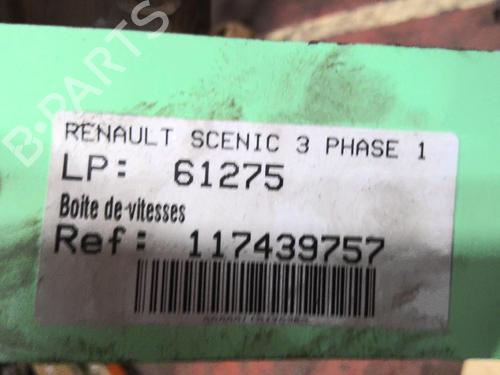 B-PARTS
RENAULT SCENIC 3 PHASE 1
LP: 61275
Boite de vitesses
Ref: 117439757